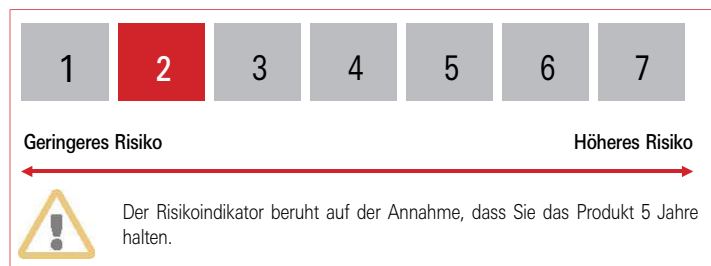 1 2 3 4 5 6 7
Geringeres Risiko Höheres Risiko
Der Risikoindikator beruht auf der Annahme, dass Sie das Produkt 5 Jahre
halten.